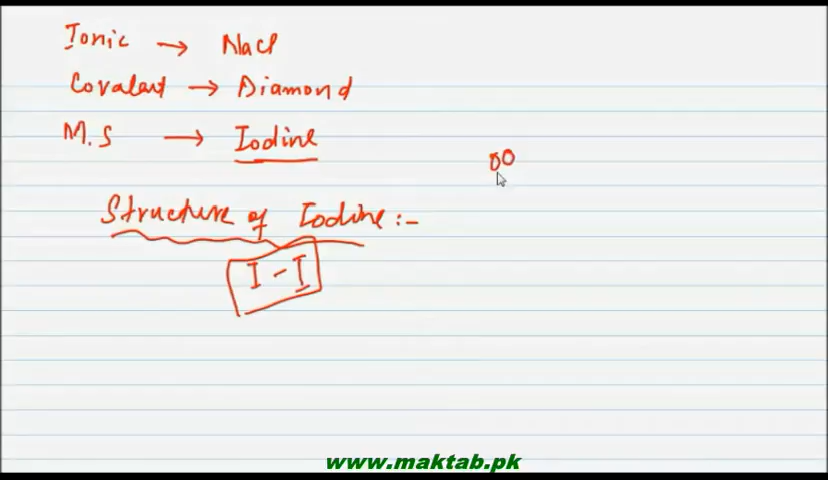 Ionic → NaCl
Covalent → Diamond
M.S → Iodine
Structure of Iodine :-
I - I
www.maktab.pk